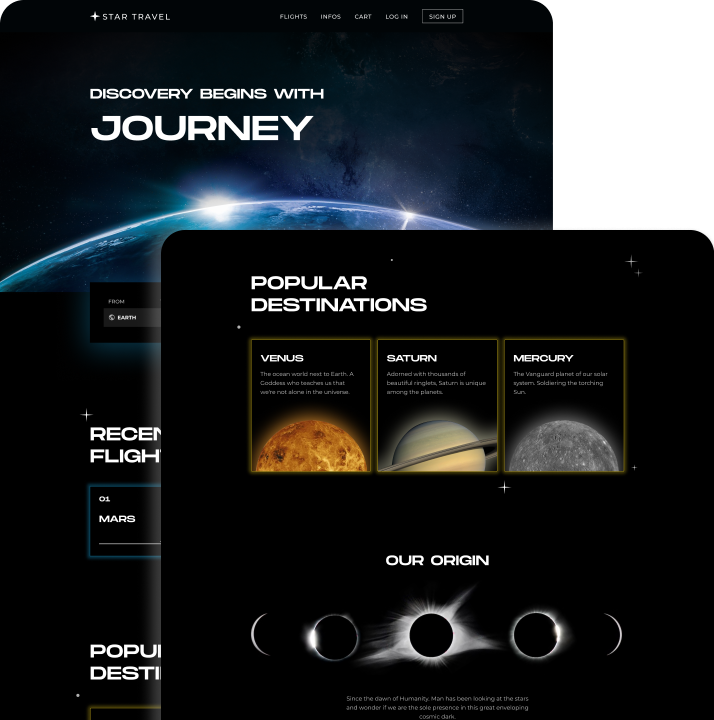 STAR TRAVEL
FLIGHTS INFOS CART LOG IN SIGN UP
DISCOVERY BEGINS WITH
JOURNEY
FROM
EARTH
RECEN
FLIGH
01
MARS
POPU
DESTI
POPULAR
DESTINATIONS
VENUS
The ocean world next to Earth. A
Goddess who teaches us that
we're not alone in the universe.
SATURN
Adorned with thousands of
beautiful ringlets, Saturn is unique
among the planets.
MERCURY
The Vanguard planet of our solar
system. Soldiering the torching
Sun.
OUR ORIGIN
Since the dawn of Humanity. Man has been looking at the stars
and wonder if we are the sole presence in this great enveloping
cosmic dark.